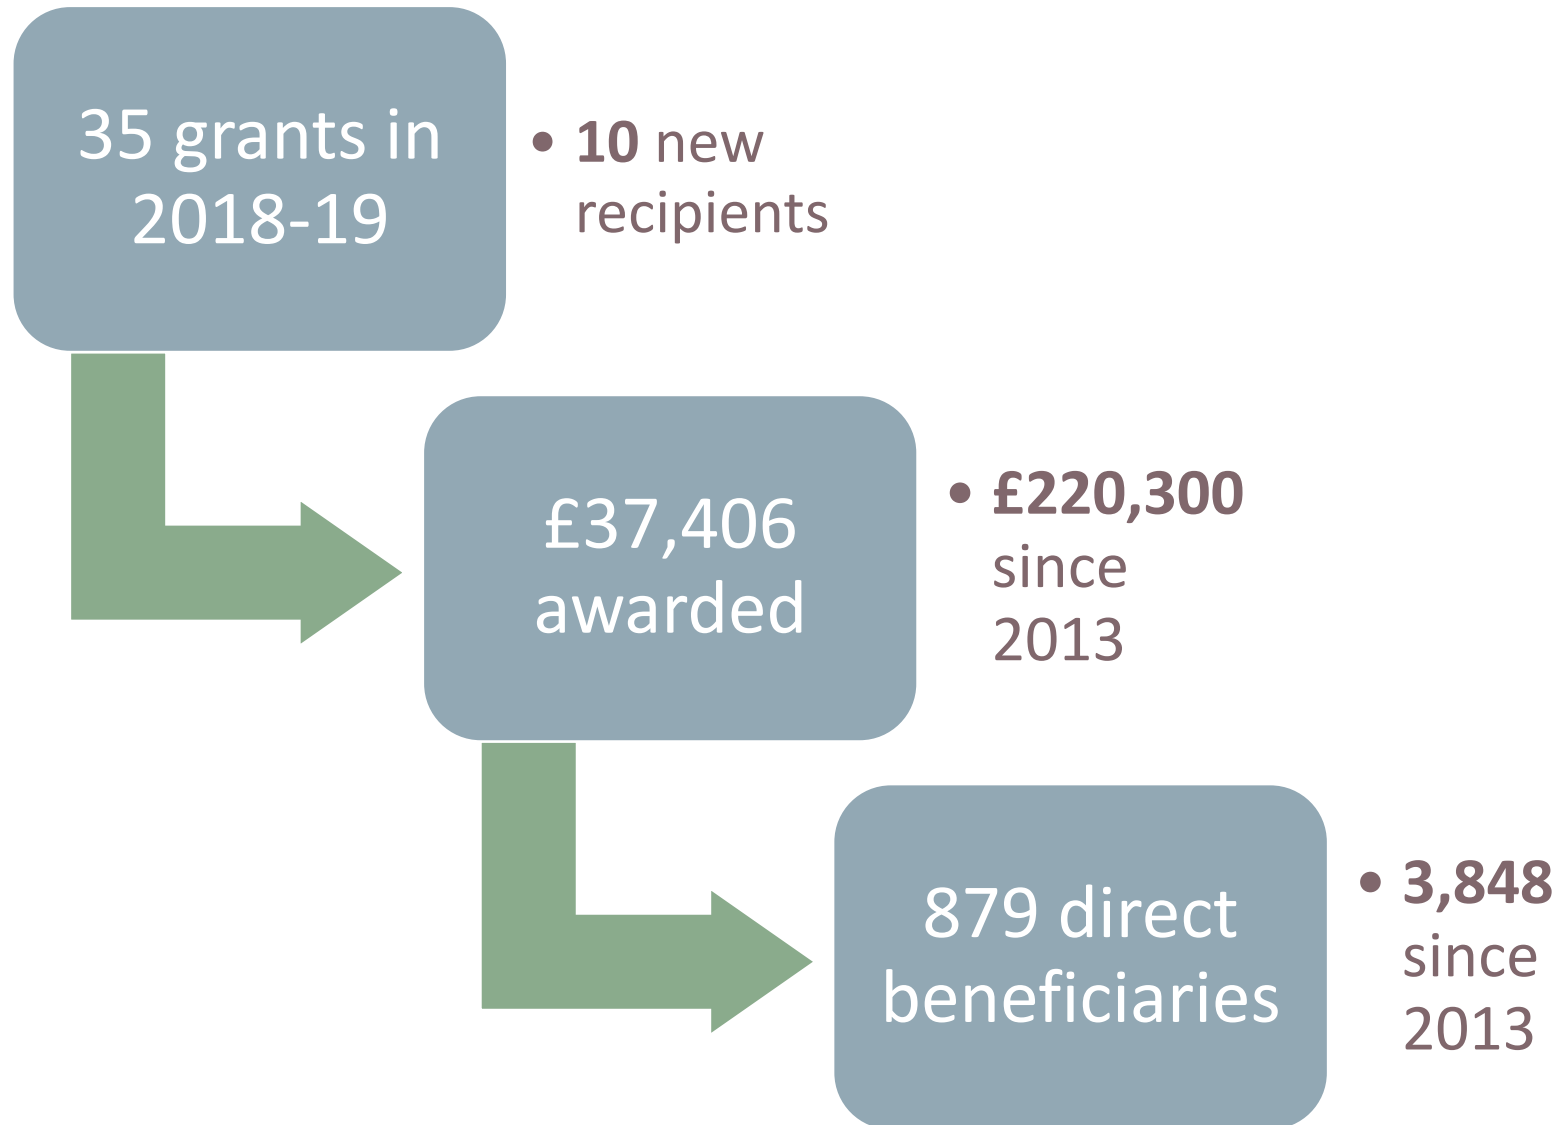 35 grants in
2018-19
• 10 new
recipients
£37,406
awarded
• £220,300
since
2013
879 direct
beneficiaries
• 3,848
since
2013